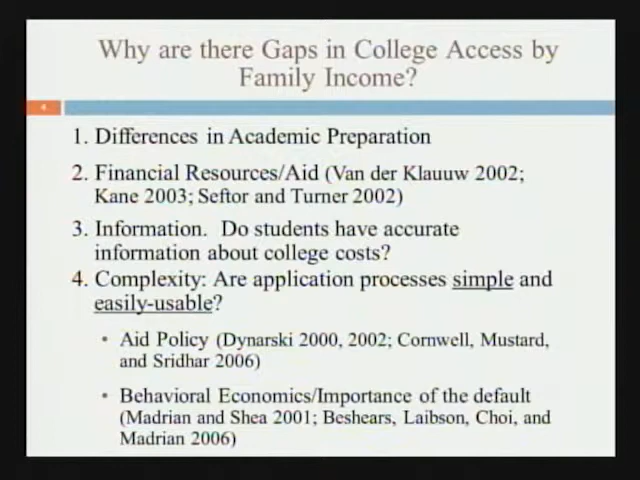 Why are there Gaps in College Access by
Family Income?
4
1. Differences in Academic Preparation
2. Financial Resources/Aid (Van der Klauuw 2002;
Kane 2003; Seftor and Turner 2002)
3. Information. Do students have accurate
information about college costs?
4. Complexity: Are application processes simple and
easily-usable?
• Aid Policy (Dynarski 2000, 2002; Cornwell, Mustard,
and Sridhar 2006)
• Behavioral Economics/Importance of the default
(Madrian and Shea 2001; Beshears, Laibson, Choi, and
Madrian 2006)